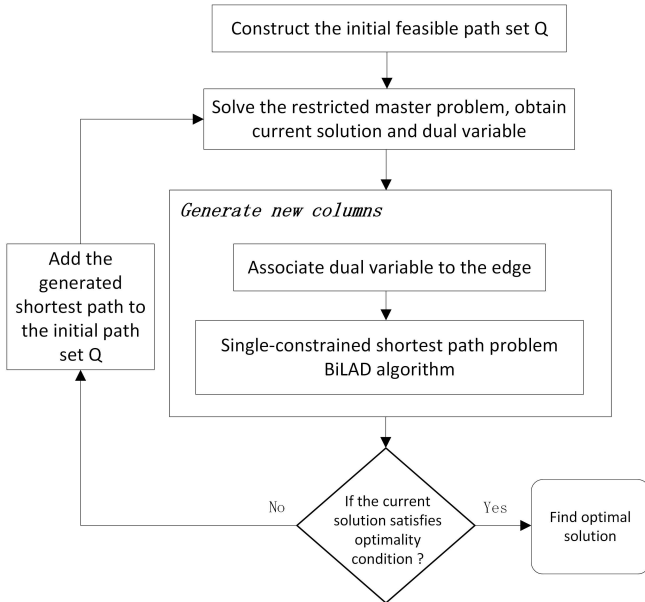 Construct the initial feasible path set Q
Solve the restricted master problem, obtain
current solution and dual variable
Generate new columns
Associate dual variable to the edge
Single-constrained shortest path problem
BiLAD algorithm
Add the
generated
shortest path to
the initial path
set Q
No
If the current
solution satisfies
optimality
condition ?
Yes
Find optimal
solution